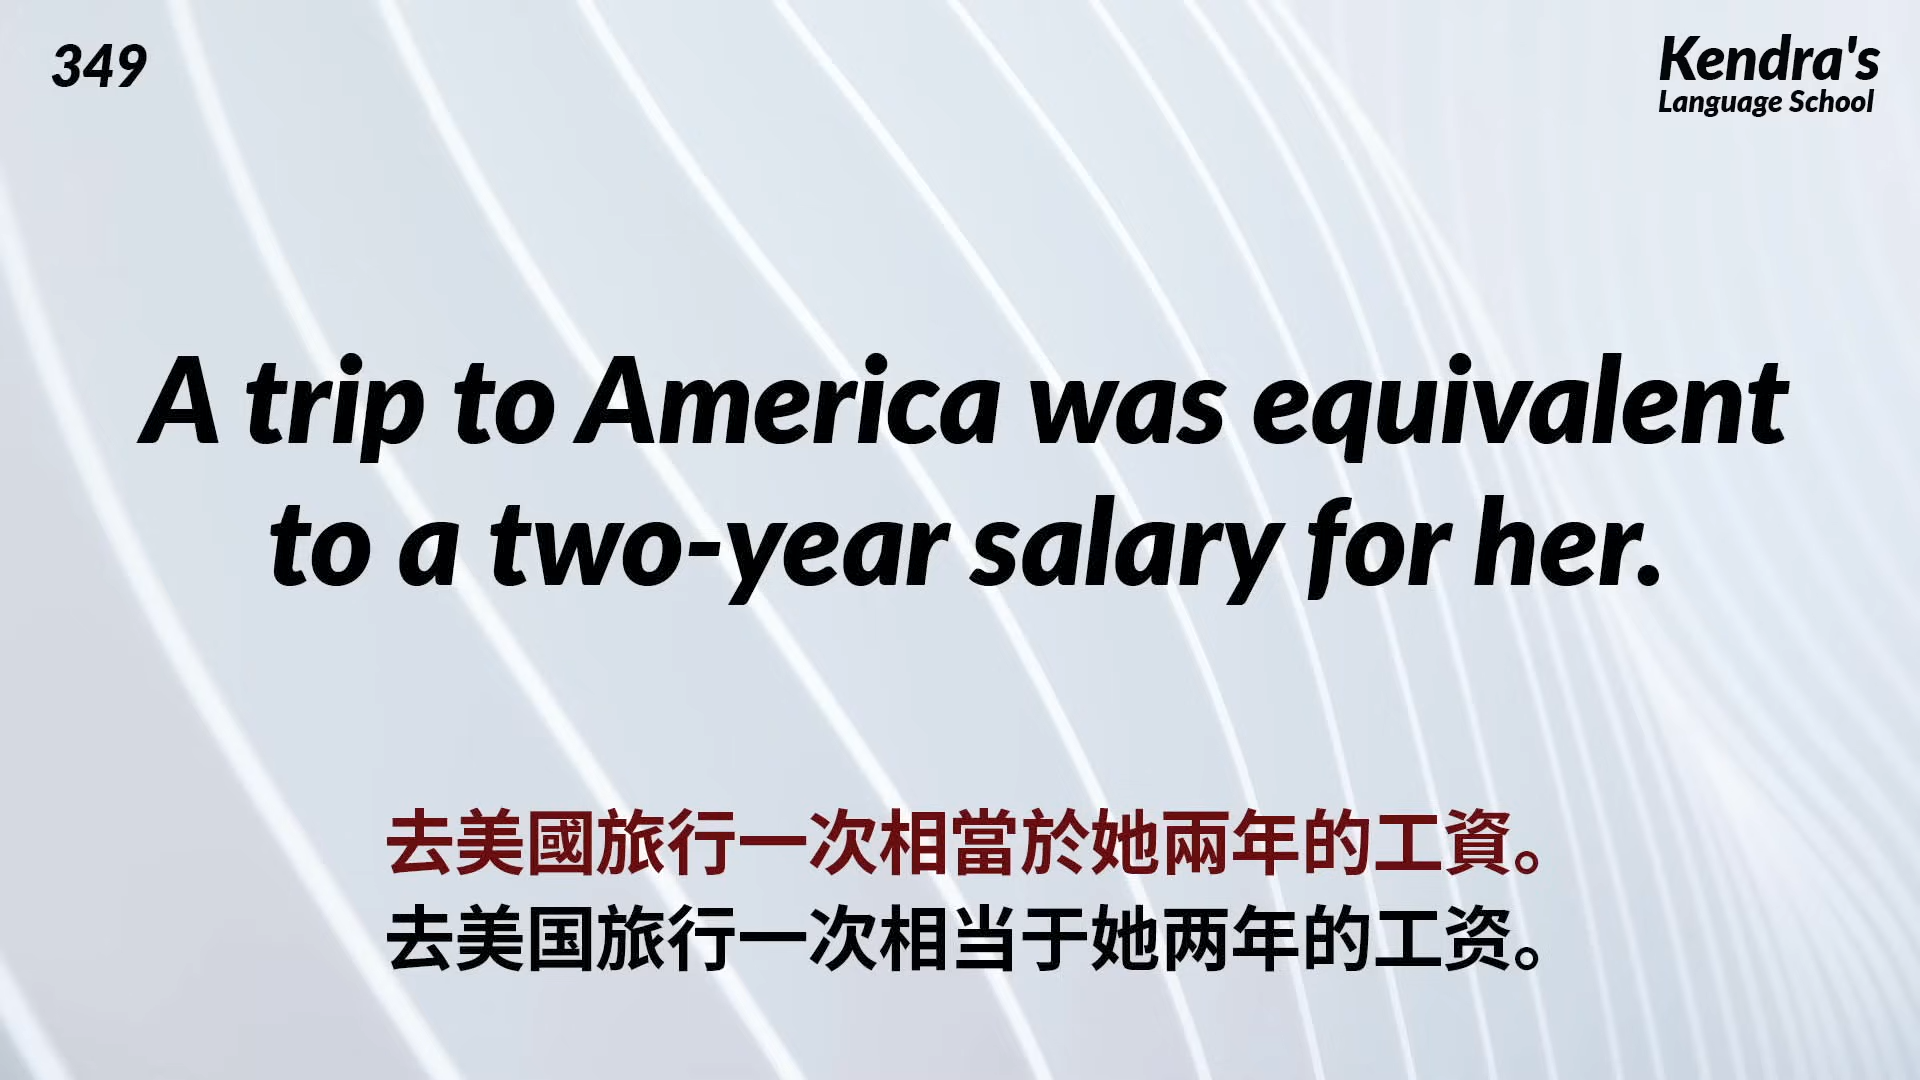 349
Kendra's
Language School
A trip to America was equivalent
to a two-year salary for her.
去美國旅行一次相當於她兩年的工資。
去美国旅行一次相当于她两年的工资。